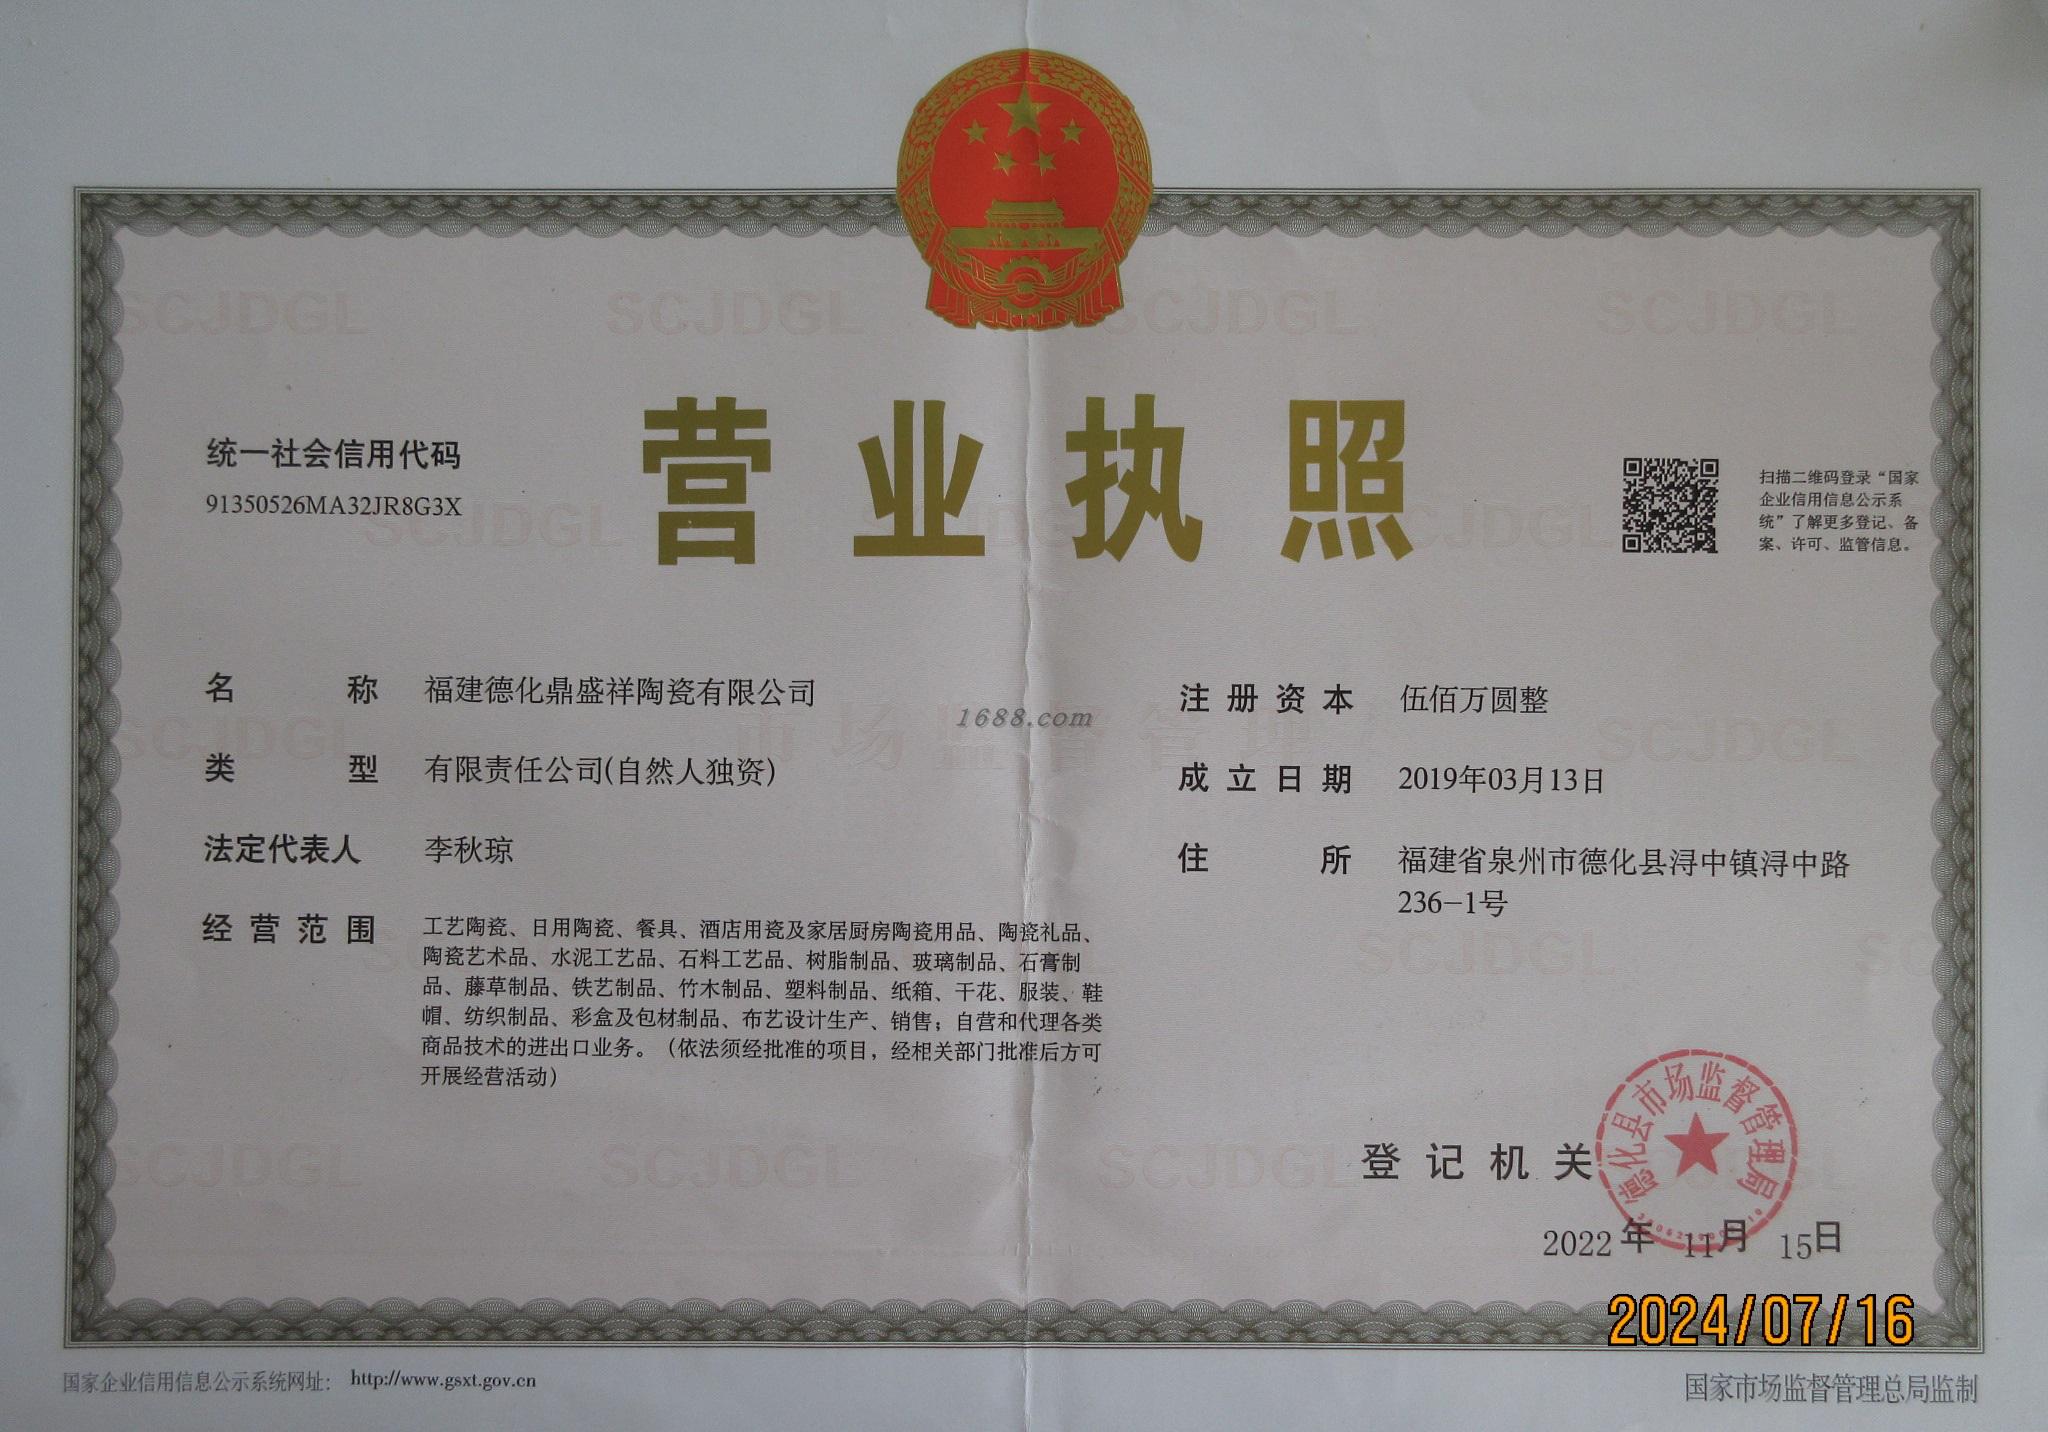 营业执照
统一社会信用代码
91350526MA32JR8G3X
扫描二维码登录“国家
企业信用信息公示系
统”了解更多登记、备
案、许可、监管信息。
名称 福建德化鼎盛祥陶瓷有限公司
类型 有限责任公司(自然人独资)
法定代表人 李秋琼
经营范围 工艺陶瓷、日用陶瓷、餐具、酒店用瓷及家居厨房陶瓷用品、陶瓷礼品、
陶瓷艺术品、水泥工艺品、石料工艺品、树脂制品、玻璃制品、石膏制
品、藤草制品、铁艺制品、竹木制品、塑料制品、纸箱、干花、服装、鞋
帽、纺织制品、彩盒及包材制品、布艺设计生产、销售；自营和代理各类
商品技术的进出口业务。（依法须经批准的项目，经相关部门批准后方可
开展经营活动）
注册资本 伍佰万圆整
成立日期 2019年03月13日
住所 福建省泉州市德化县浔中镇浔中路
236-1号
1688.com
市场监督管理
SCJDGL
登记机关
德化县市场监督管理局
2022年11月15日
2024/07/16
国家企业信用信息公示系统网址： http://www.gsxt.gov.cn
国家市场监督管理总局监制